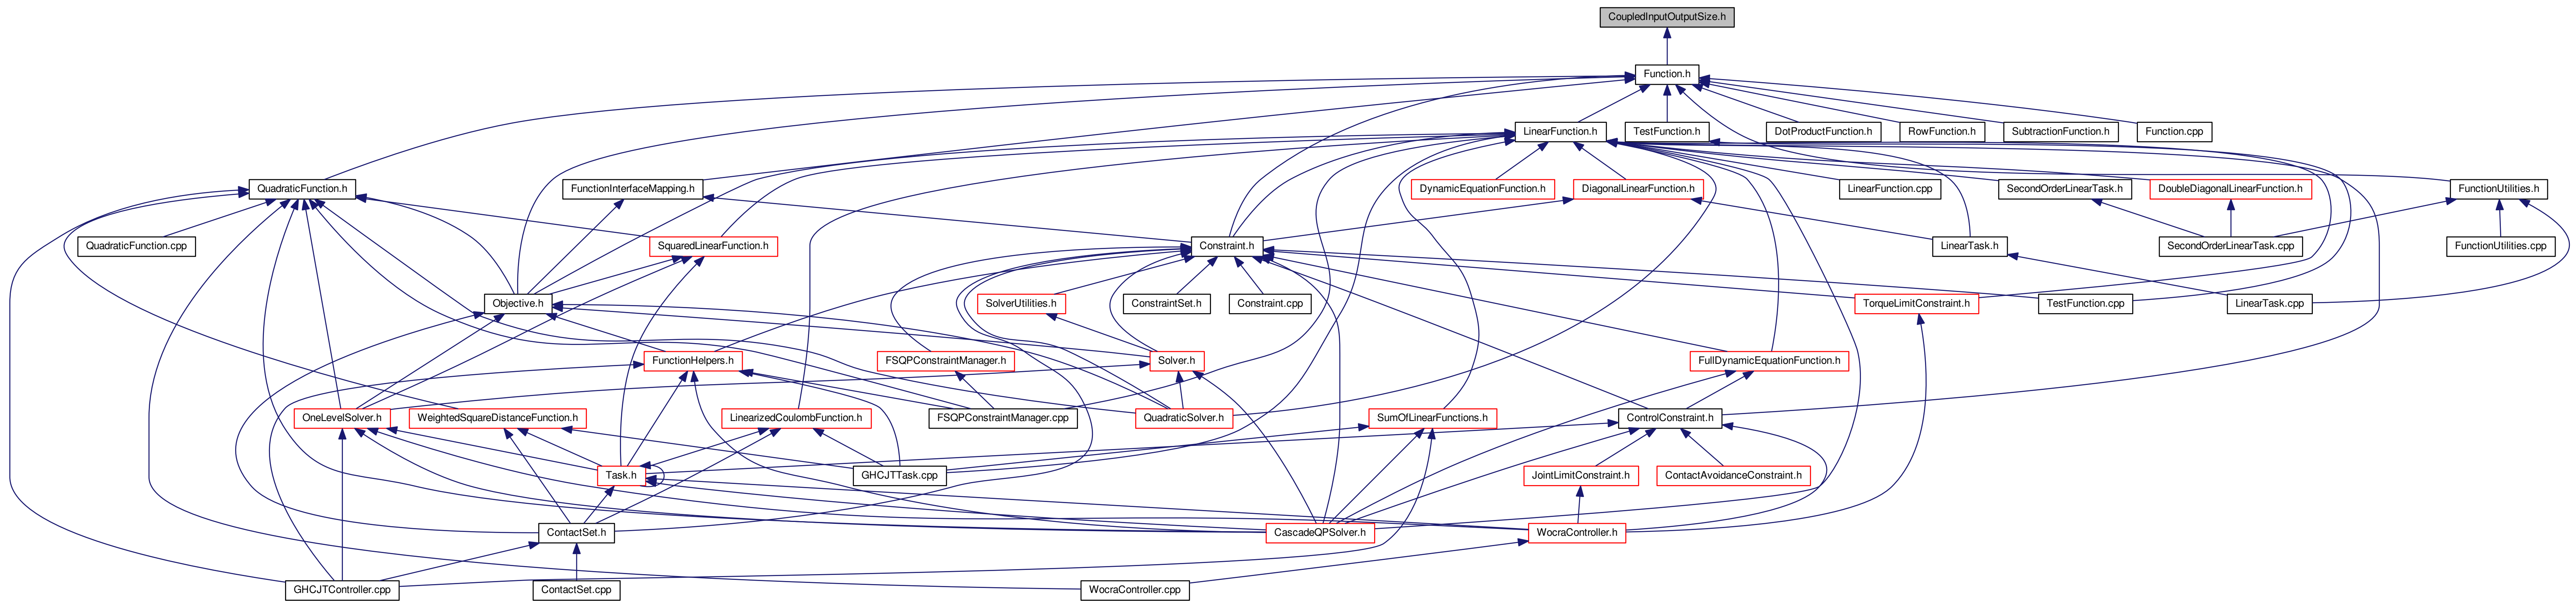 CoupledInputOutputSize.h
Function.h
LinearFunction.h
TestFunction.h
DotProductFunction.h
RowFunction.h
SubtractionFunction.h
Function.cpp
QuadraticFunction.h
FunctionInterfaceMapping.h
DynamicEquationFunction.h
DiagonalLinearFunction.h
LinearFunction.cpp
SecondOrderLinearTask.h
DoubleDiagonalLinearFunction.h
FunctionUtilities.h
QuadraticFunction.cpp
SquaredLinearFunction.h
Constraint.h
LinearTask.h
SecondOrderLinearTask.cpp
FunctionUtilities.cpp
Objective.h
SolverUtilities.h
ConstraintSet.h
Constraint.cpp
TorqueLimitConstraint.h
TestFunction.cpp
LinearTask.cpp
FunctionHelpers.h
FSQPConstraintManager.h
Solver.h
FullDynamicEquationFunction.h
OneLevelSolver.h
WeightedSquareDistanceFunction.h
LinearizedCoulombFunction.h
FSQPConstraintManager.cpp
QuadraticSolver.h
SumOfLinearFunctions.h
ControlConstraint.h
Task.h
GHCJTTask.cpp
JointLimitConstraint.h
ContactAvoidanceConstraint.h
ContactSet.h
CascadeQPSolver.h
WocraController.h
GHCJTController.cpp
ContactSet.cpp
WocraController.cpp